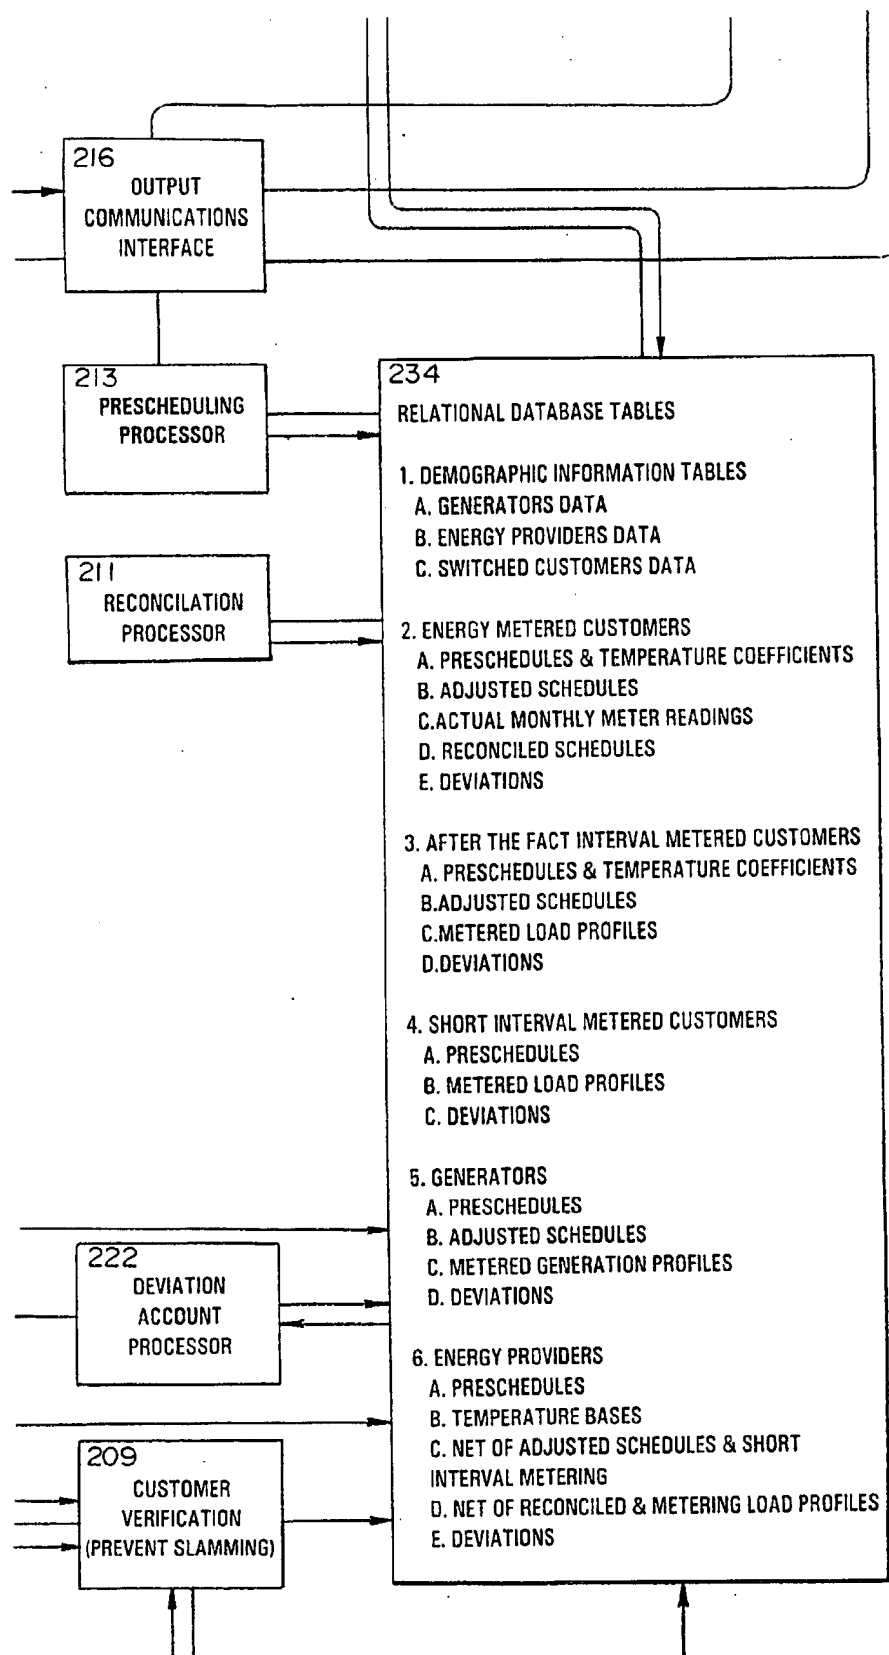 216
OUTPUT
COMMUNICATIONS
INTERFACE
213
PRESCHEDULING
PROCESSOR
211
RECONCILATION
PROCESSOR
234
RELATIONAL DATABASE TABLES
1. DEMOGRAPHIC INFORMATION TABLES
A. GENERATORS DATA
B. ENERGY PROVIDERS DATA
C. SWITCHED CUSTOMERS DATA
2. ENERGY METERED CUSTOMERS
A. PRESCHEDULES & TEMPERATURE COEFFICIENTS
B. ADJUSTED SCHEDULES
C.ACTUAL MONTHLY METER READINGS
D. RECONCILED SCHEDULES
E. DEVIATIONS
3. AFTER THE FACT INTERVAL METERED CUSTOMERS
A. PRESCHEDULES & TEMPERATURE COEFFICIENTS
B.ADJUSTED SCHEDULES
C.METERED LOAD PROFILES
D.DEVIATIONS
4. SHORT INTERVAL METERED CUSTOMERS
A. PRESCHEDULES
B. METERED LOAD PROFILES
C. DEVIATIONS
5. GENERATORS
A. PRESCHEDULES
B. ADJUSTED SCHEDULES
C. METERED GENERATION PROFILES
D. DEVIATIONS
6. ENERGY PROVIDERS
A. PRESCHEDULES
B. TEMPERATURE BASES
C. NET OF ADJUSTED SCHEDULES & SHORT
INTERVAL METERING
D. NET OF RECONCILED & METERING LOAD PROFILES
E. DEVIATIONS
222
DEVIATION
ACCOUNT
PROCESSOR
209
CUSTOMER
VERIFICATION
(PREVENT SLAMMING)